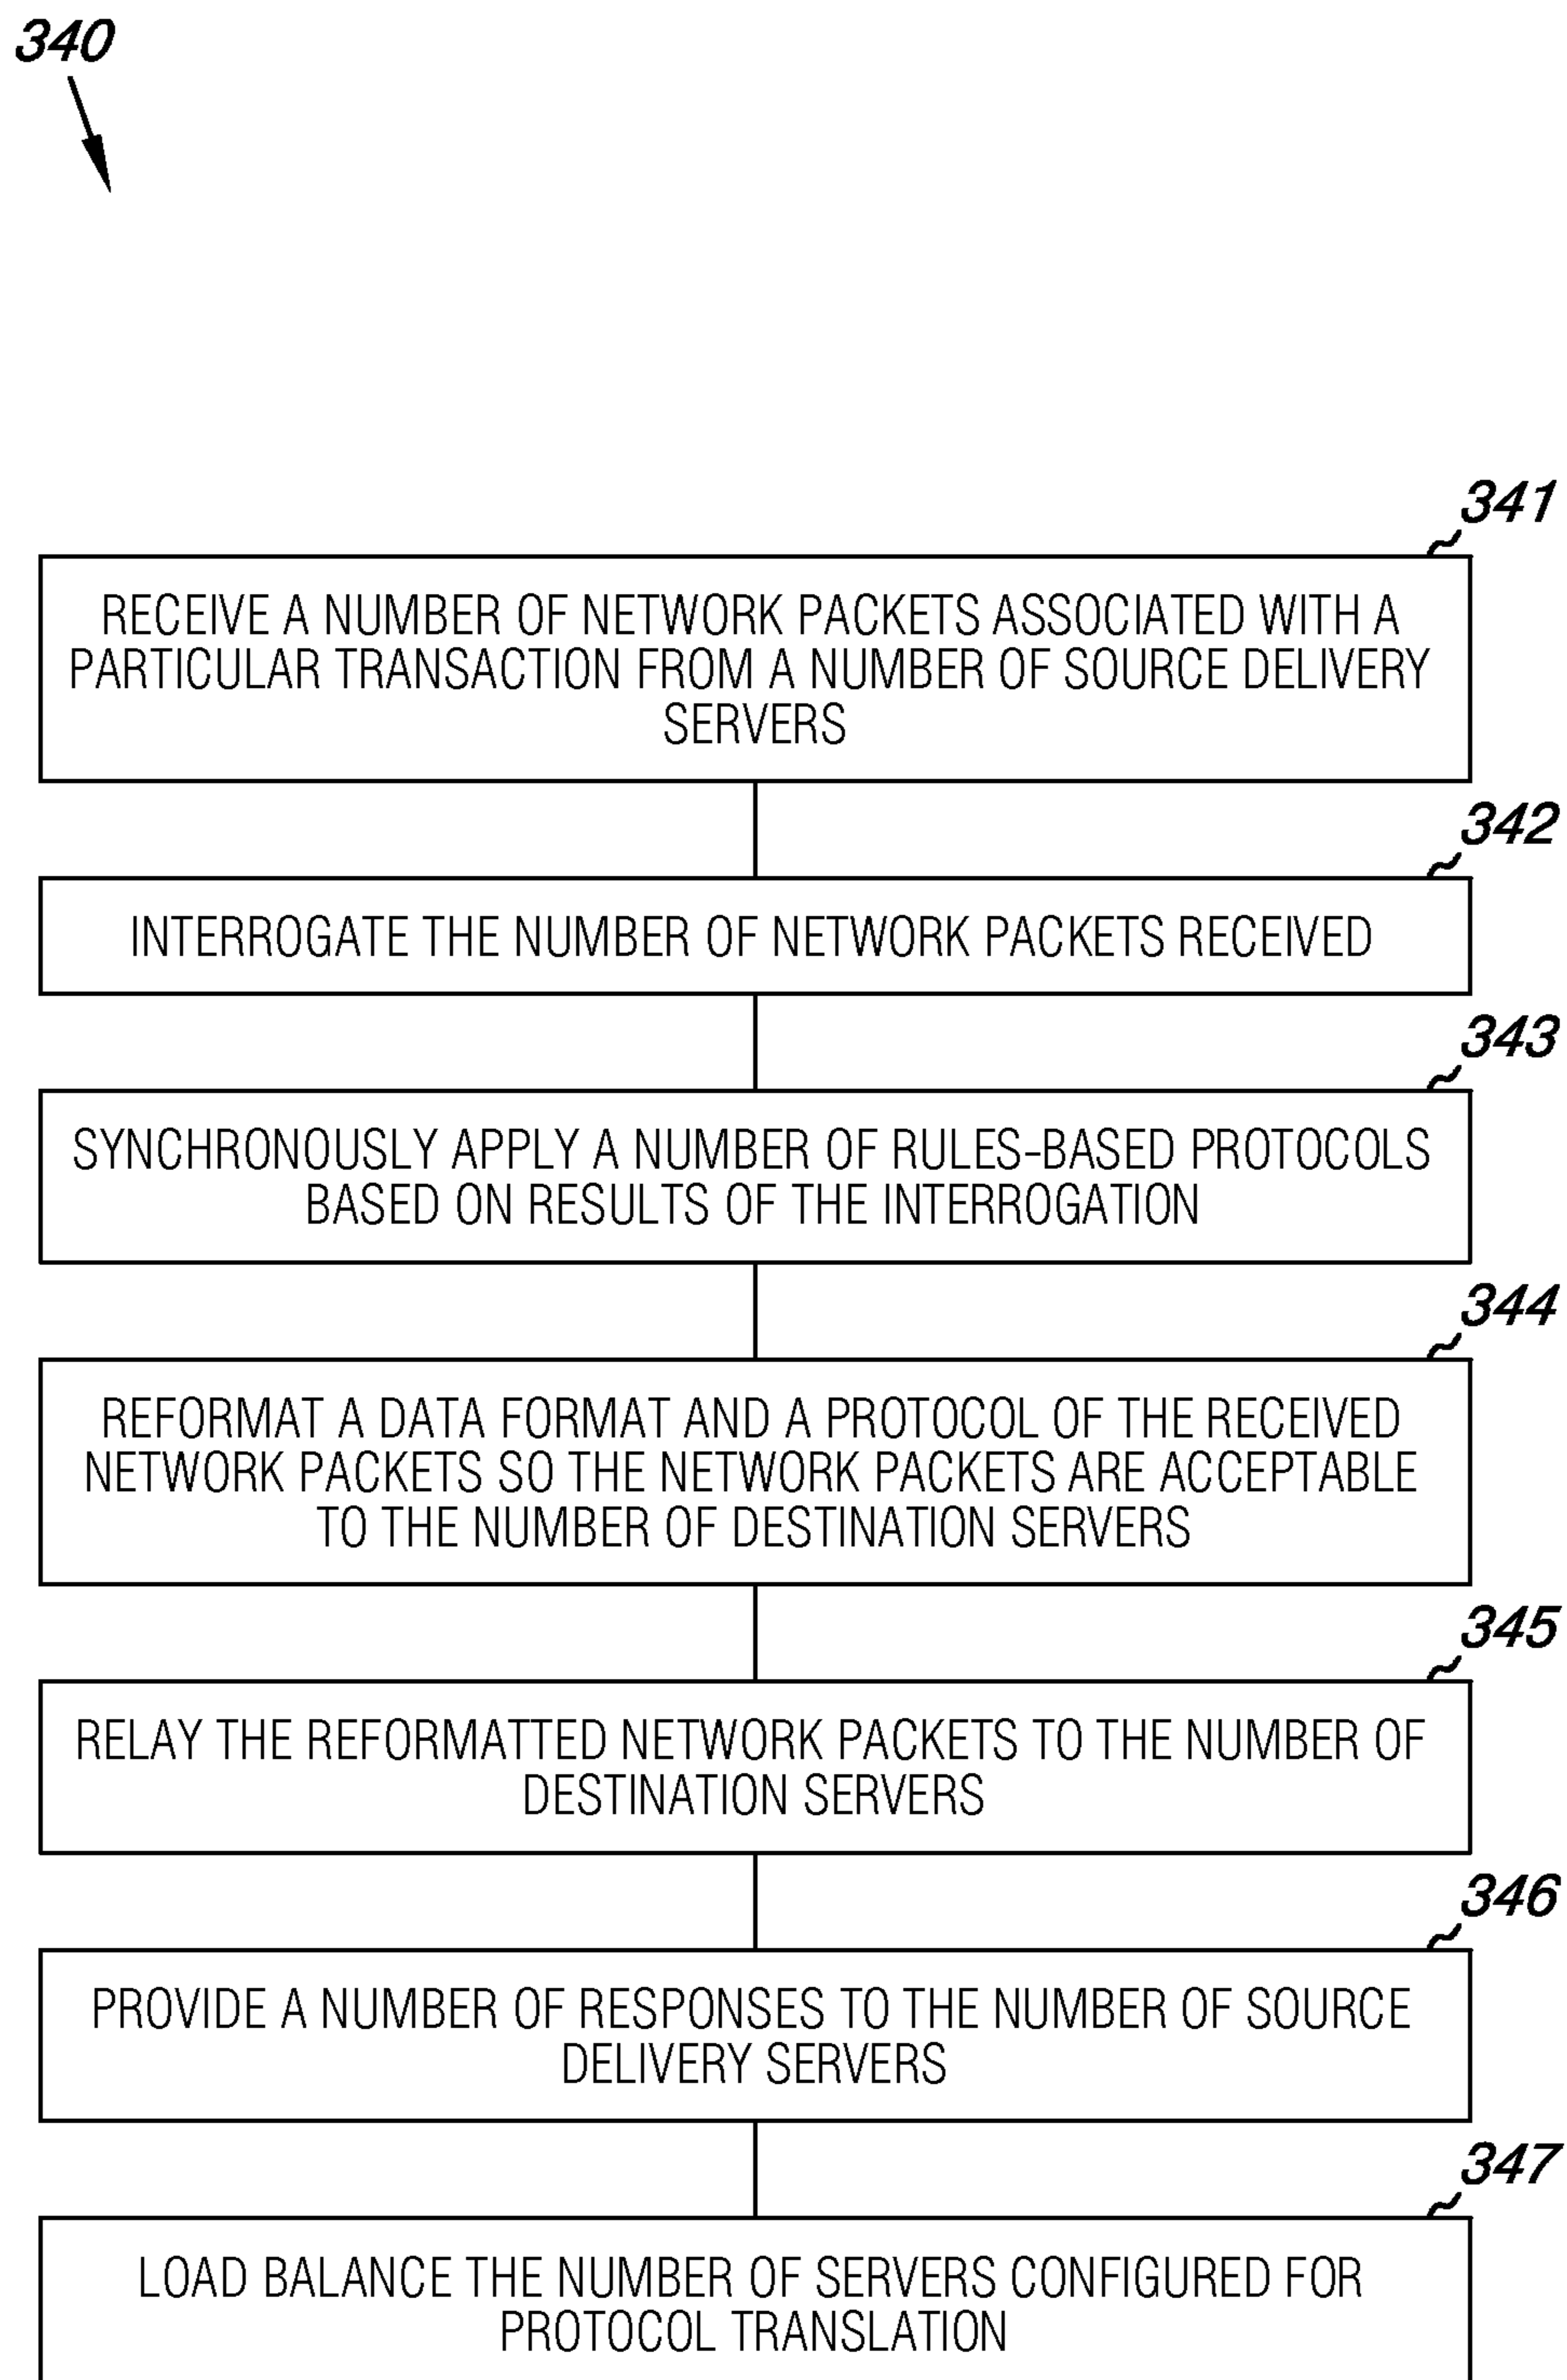 340
341
RECEIVE A NUMBER OF NETWORK PACKETS ASSOCIATED WITH A
PARTICULAR TRANSACTION FROM A NUMBER OF SOURCE DELIVERY
SERVERS
342
INTERROGATE THE NUMBER OF NETWORK PACKETS RECEIVED
343
SYNCHRONOUSLY APPLY A NUMBER OF RULES-BASED PROTOCOLS
BASED ON RESULTS OF THE INTERROGATION
344
REFORMAT A DATA FORMAT AND A PROTOCOL OF THE RECEIVED
NETWORK PACKETS SO THE NETWORK PACKETS ARE ACCEPTABLE
TO THE NUMBER OF DESTINATION SERVERS
345
RELAY THE REFORMATTED NETWORK PACKETS TO THE NUMBER OF
DESTINATION SERVERS
346
PROVIDE A NUMBER OF RESPONSES TO THE NUMBER OF SOURCE
DELIVERY SERVERS
347
LOAD BALANCE THE NUMBER OF SERVERS CONFIGURED FOR
PROTOCOL TRANSLATION